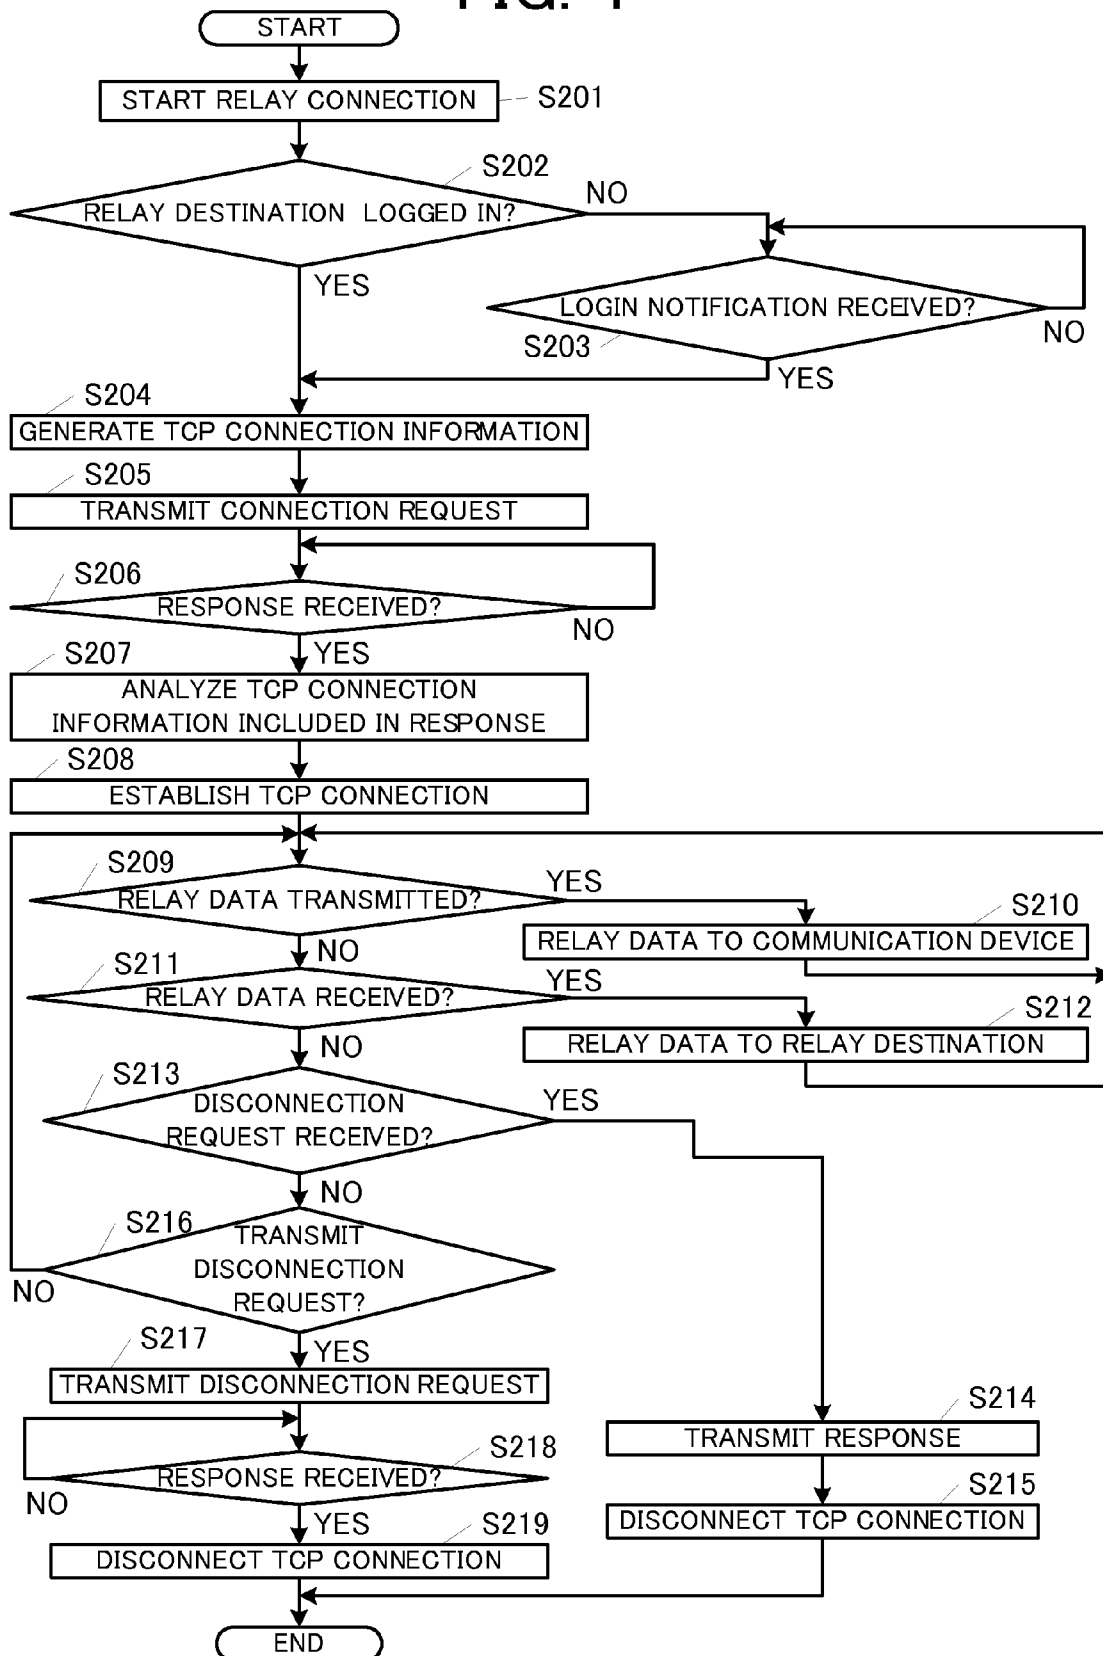 START
START RELAY CONNECTION
S201
S202
RELAY DESTINATION LOGGED IN?
NO
YES
LOGIN NOTIFICATION RECEIVED?
NO
S203
YES
S204
GENERATE TCP CONNECTION INFORMATION
S205
TRANSMIT CONNECTION REQUEST
S206
RESPONSE RECEIVED?
NO
YES
S207
ANALYZE TCP CONNECTION
INFORMATION INCLUDED IN RESPONSE
S208
ESTABLISH TCP CONNECTION
S209
RELAY DATA TRANSMITTED?
YES
S210
RELAY DATA TO COMMUNICATION DEVICE
NO
S211
RELAY DATA RECEIVED?
YES
S212
RELAY DATA TO RELAY DESTINATION
NO
S213
DISCONNECTION
REQUEST RECEIVED?
YES
NO
S216
TRANSMIT
DISCONNECTION
REQUEST?
NO
YES
S217
TRANSMIT DISCONNECTION REQUEST
S214
TRANSMIT RESPONSE
S218
RESPONSE RECEIVED?
NO
YES
S215
DISCONNECT TCP CONNECTION
S219
DISCONNECT TCP CONNECTION
END